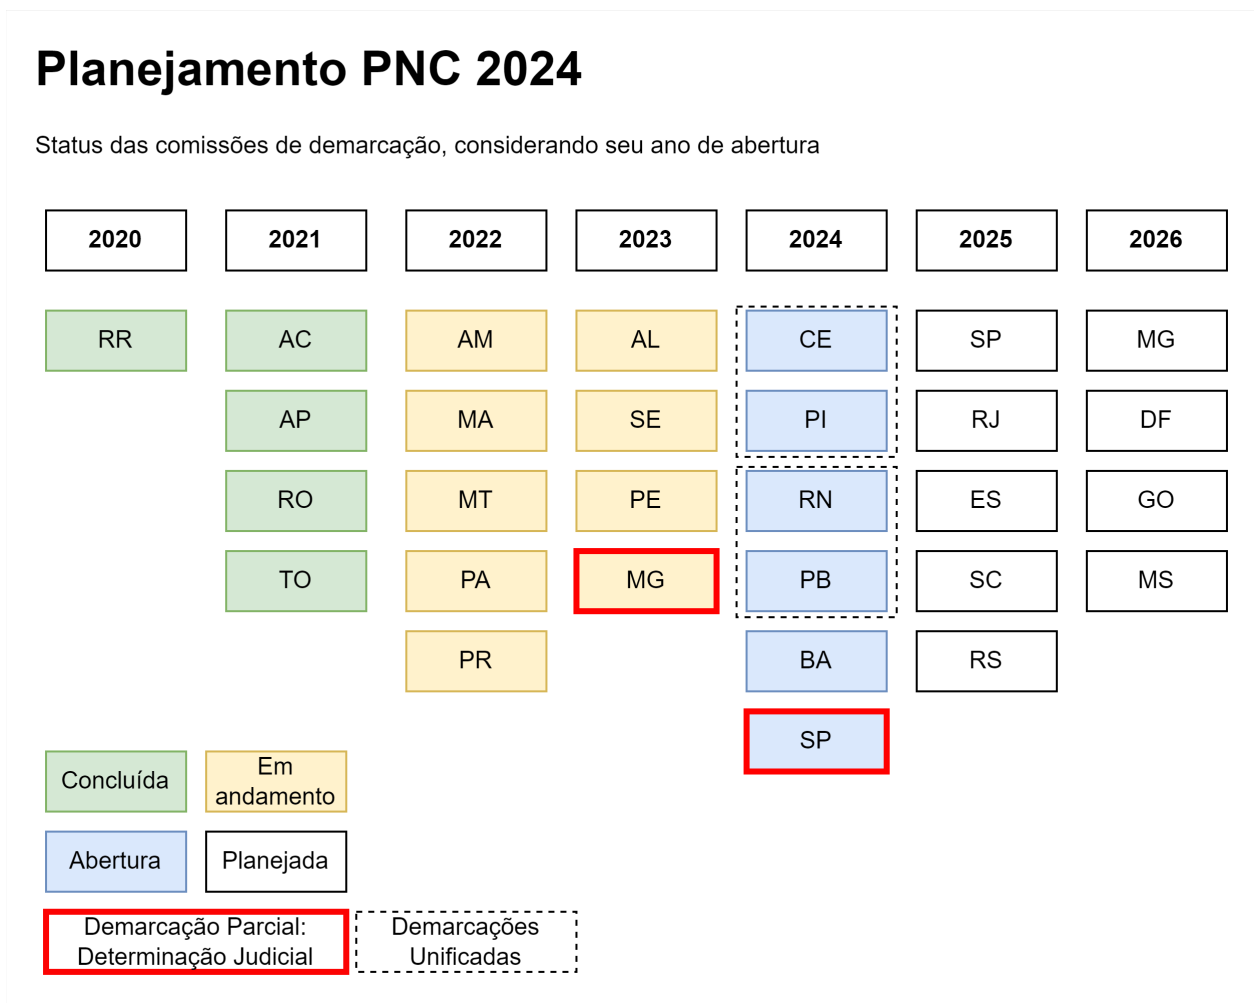 Planejamento PNC 2024
Status das comissões de demarcação, considerando seu ano de abertura
2020
2021
2022
2023
2024
2025
2026
RR
AC
AM
AL
CE
SP
MG
AP
MA
SE
PI
RJ
DF
RO
MT
PE
RN
ES
GO
TO
PA
MG
PB
SC
MS
PR
BA
RS
SP
Concluída
Em
andamento
Abertura
Planejada
Demarcação Parcial:
Determinação Judicial
Demarcações
Unificadas